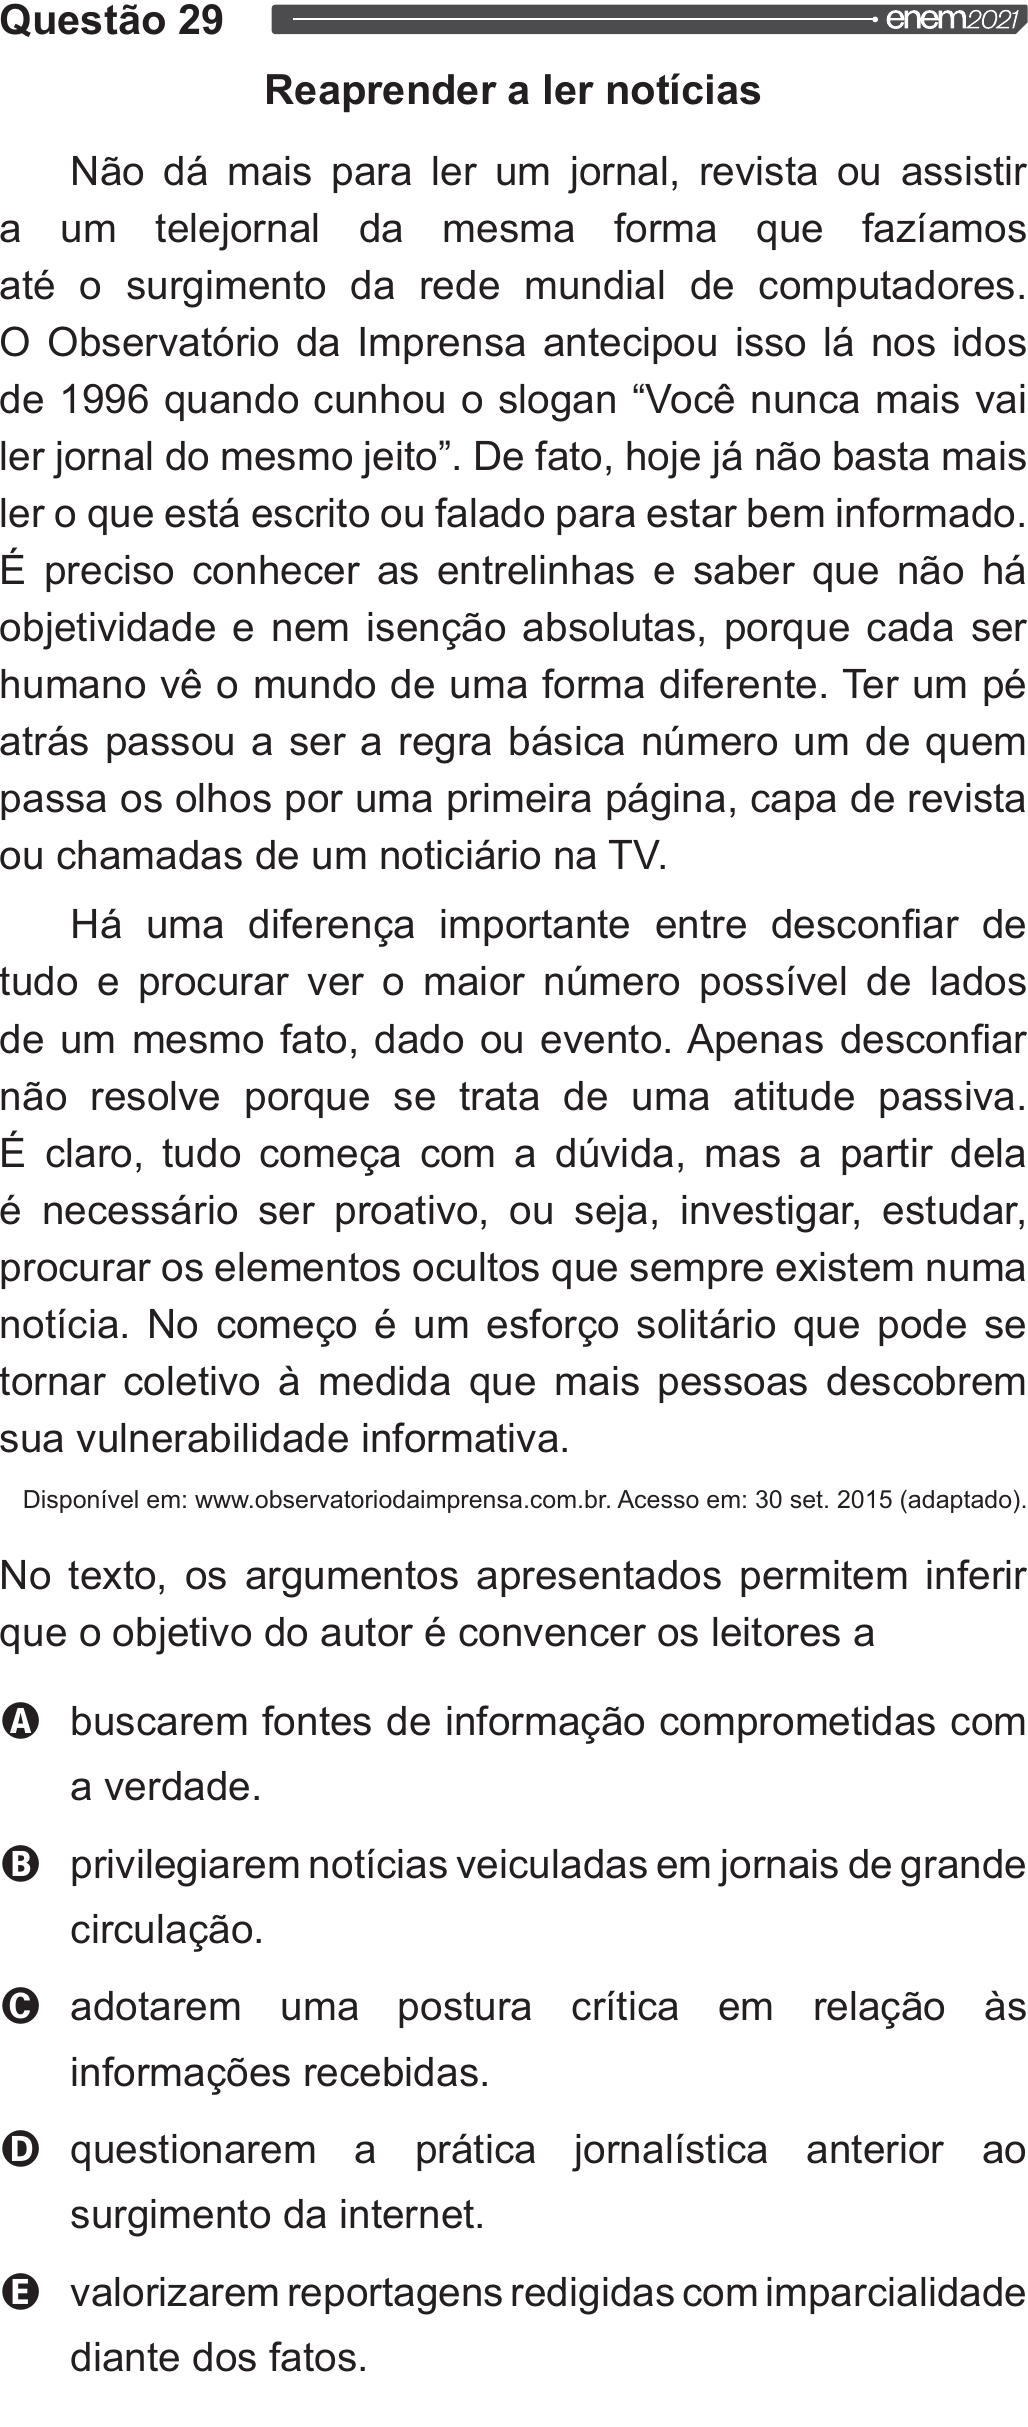 Questão 29
enem2021
Reaprender a ler notícias
Não dá mais para ler um jornal, revista ou assistir
a um telejornal da mesma forma que fazíamos
até o surgimento da rede mundial de computadores.
O Observatório da Imprensa antecipou isso lá nos idos
de 1996 quando cunhou o slogan “Você nunca mais vai
ler jornal do mesmo jeito”. De fato, hoje já não basta mais
ler o que está escrito ou falado para estar bem informado.
É preciso conhecer as entrelinhas e saber que não há
objetividade e nem isenção absolutas, porque cada ser
humano vê o mundo de uma forma diferente. Ter um pé
atrás passou a ser a regra básica número um de quem
passa os olhos por uma primeira página, capa de revista
ou chamadas de um noticiário na TV.
Há uma diferença importante entre desconfiar de
tudo e procurar ver o maior número possível de lados
de um mesmo fato, dado ou evento. Apenas desconfiar
não resolve porque se trata de uma atitude passiva.
É claro, tudo começa com a dúvida, mas a partir dela
é necessário ser proativo, ou seja, investigar, estudar,
procurar os elementos ocultos que sempre existem numa
notícia. No começo é um esforço solitário que pode se
tornar coletivo à medida que mais pessoas descobrem
sua vulnerabilidade informativa.
Disponível em: www.observatoriodaimprensa.com.br. Acesso em: 30 set. 2015 (adaptado).
No texto, os argumentos apresentados permitem inferir
que o objetivo do autor é convencer os leitores a
A buscarem fontes de informação comprometidas com
a verdade.
B privilegiarem notícias veiculadas em jornais de grande
circulação.
C adotarem uma postura crítica em relação às
informações recebidas.
D questionarem a prática jornalística anterior ao
surgimento da internet.
E valorizarem reportagens redigidas com imparcialidade
diante dos fatos.